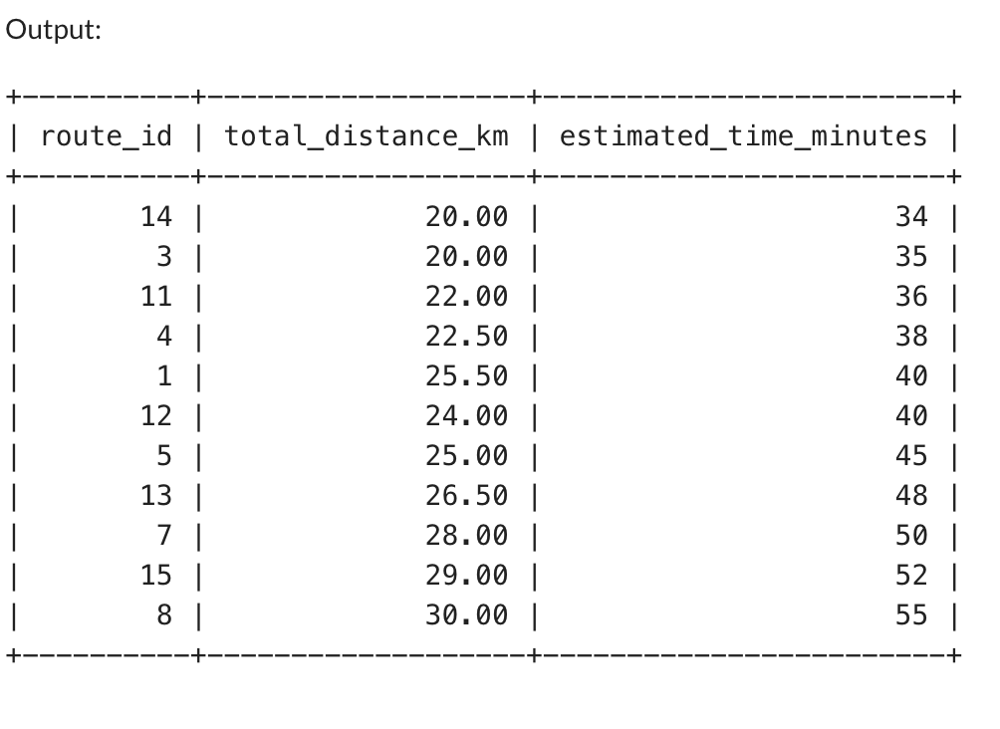 Output:
+----------+--------------------+-------------------------+
| route_id | total_distance_km | estimated_time_minutes |
+----------+--------------------+-------------------------+
| 14 | 20.00 | 34 |
| 3 | 20.00 | 35 |
| 11 | 22.00 | 36 |
| 4 | 22.50 | 38 |
| 1 | 25.50 | 40 |
| 12 | 24.00 | 40 |
| 5 | 25.00 | 45 |
| 13 | 26.50 | 48 |
| 7 | 28.00 | 50 |
| 15 | 29.00 | 52 |
| 8 | 30.00 | 55 |
+----------+--------------------+-------------------------+